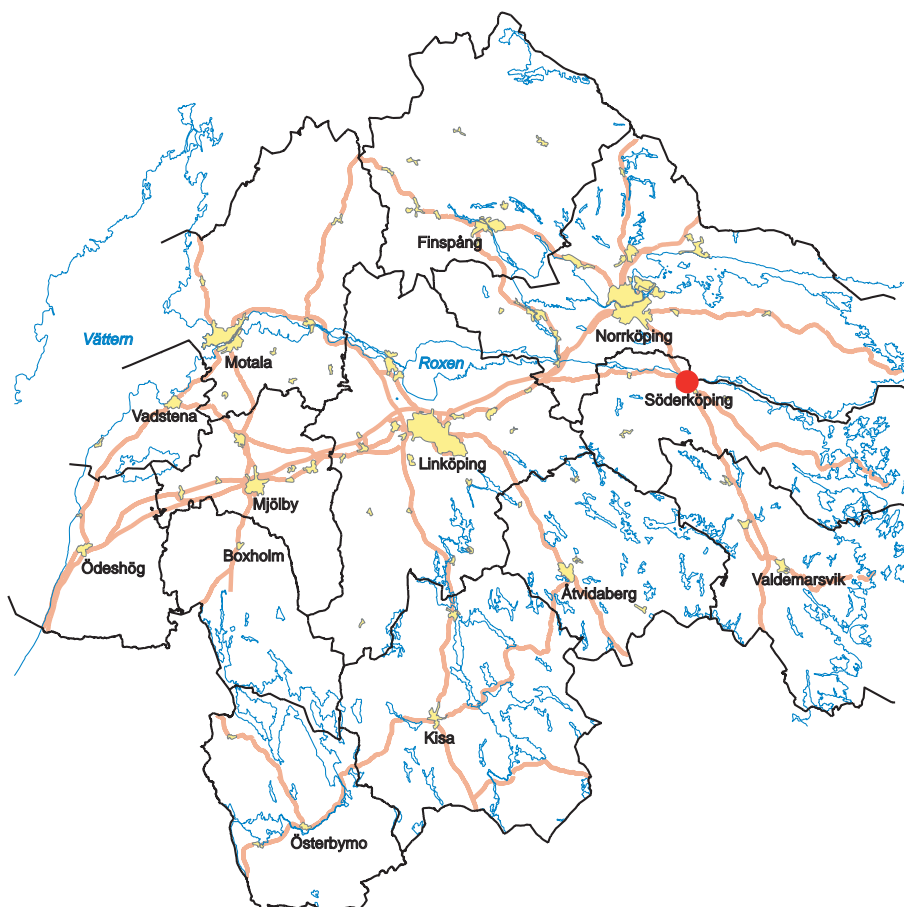 Finspång
Norrköping
Vättern
Motala
Roxen
Söderköping
Vadstena
Linköping
Mjölby
Boxholm
Ödeshög
Valdemarsvik
Åtvidaberg
Kisa
Österbymo